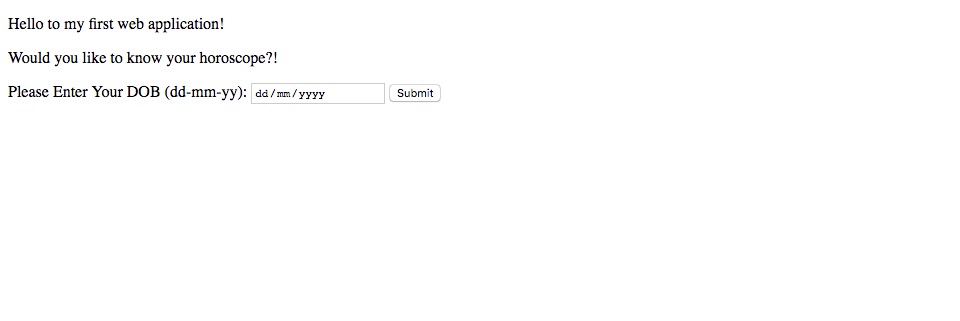 Hello to my first web application!
Would you like to know your horoscope?!
Please Enter Your DOB (dd-mm-yy): dd/mm/yyyy Submit